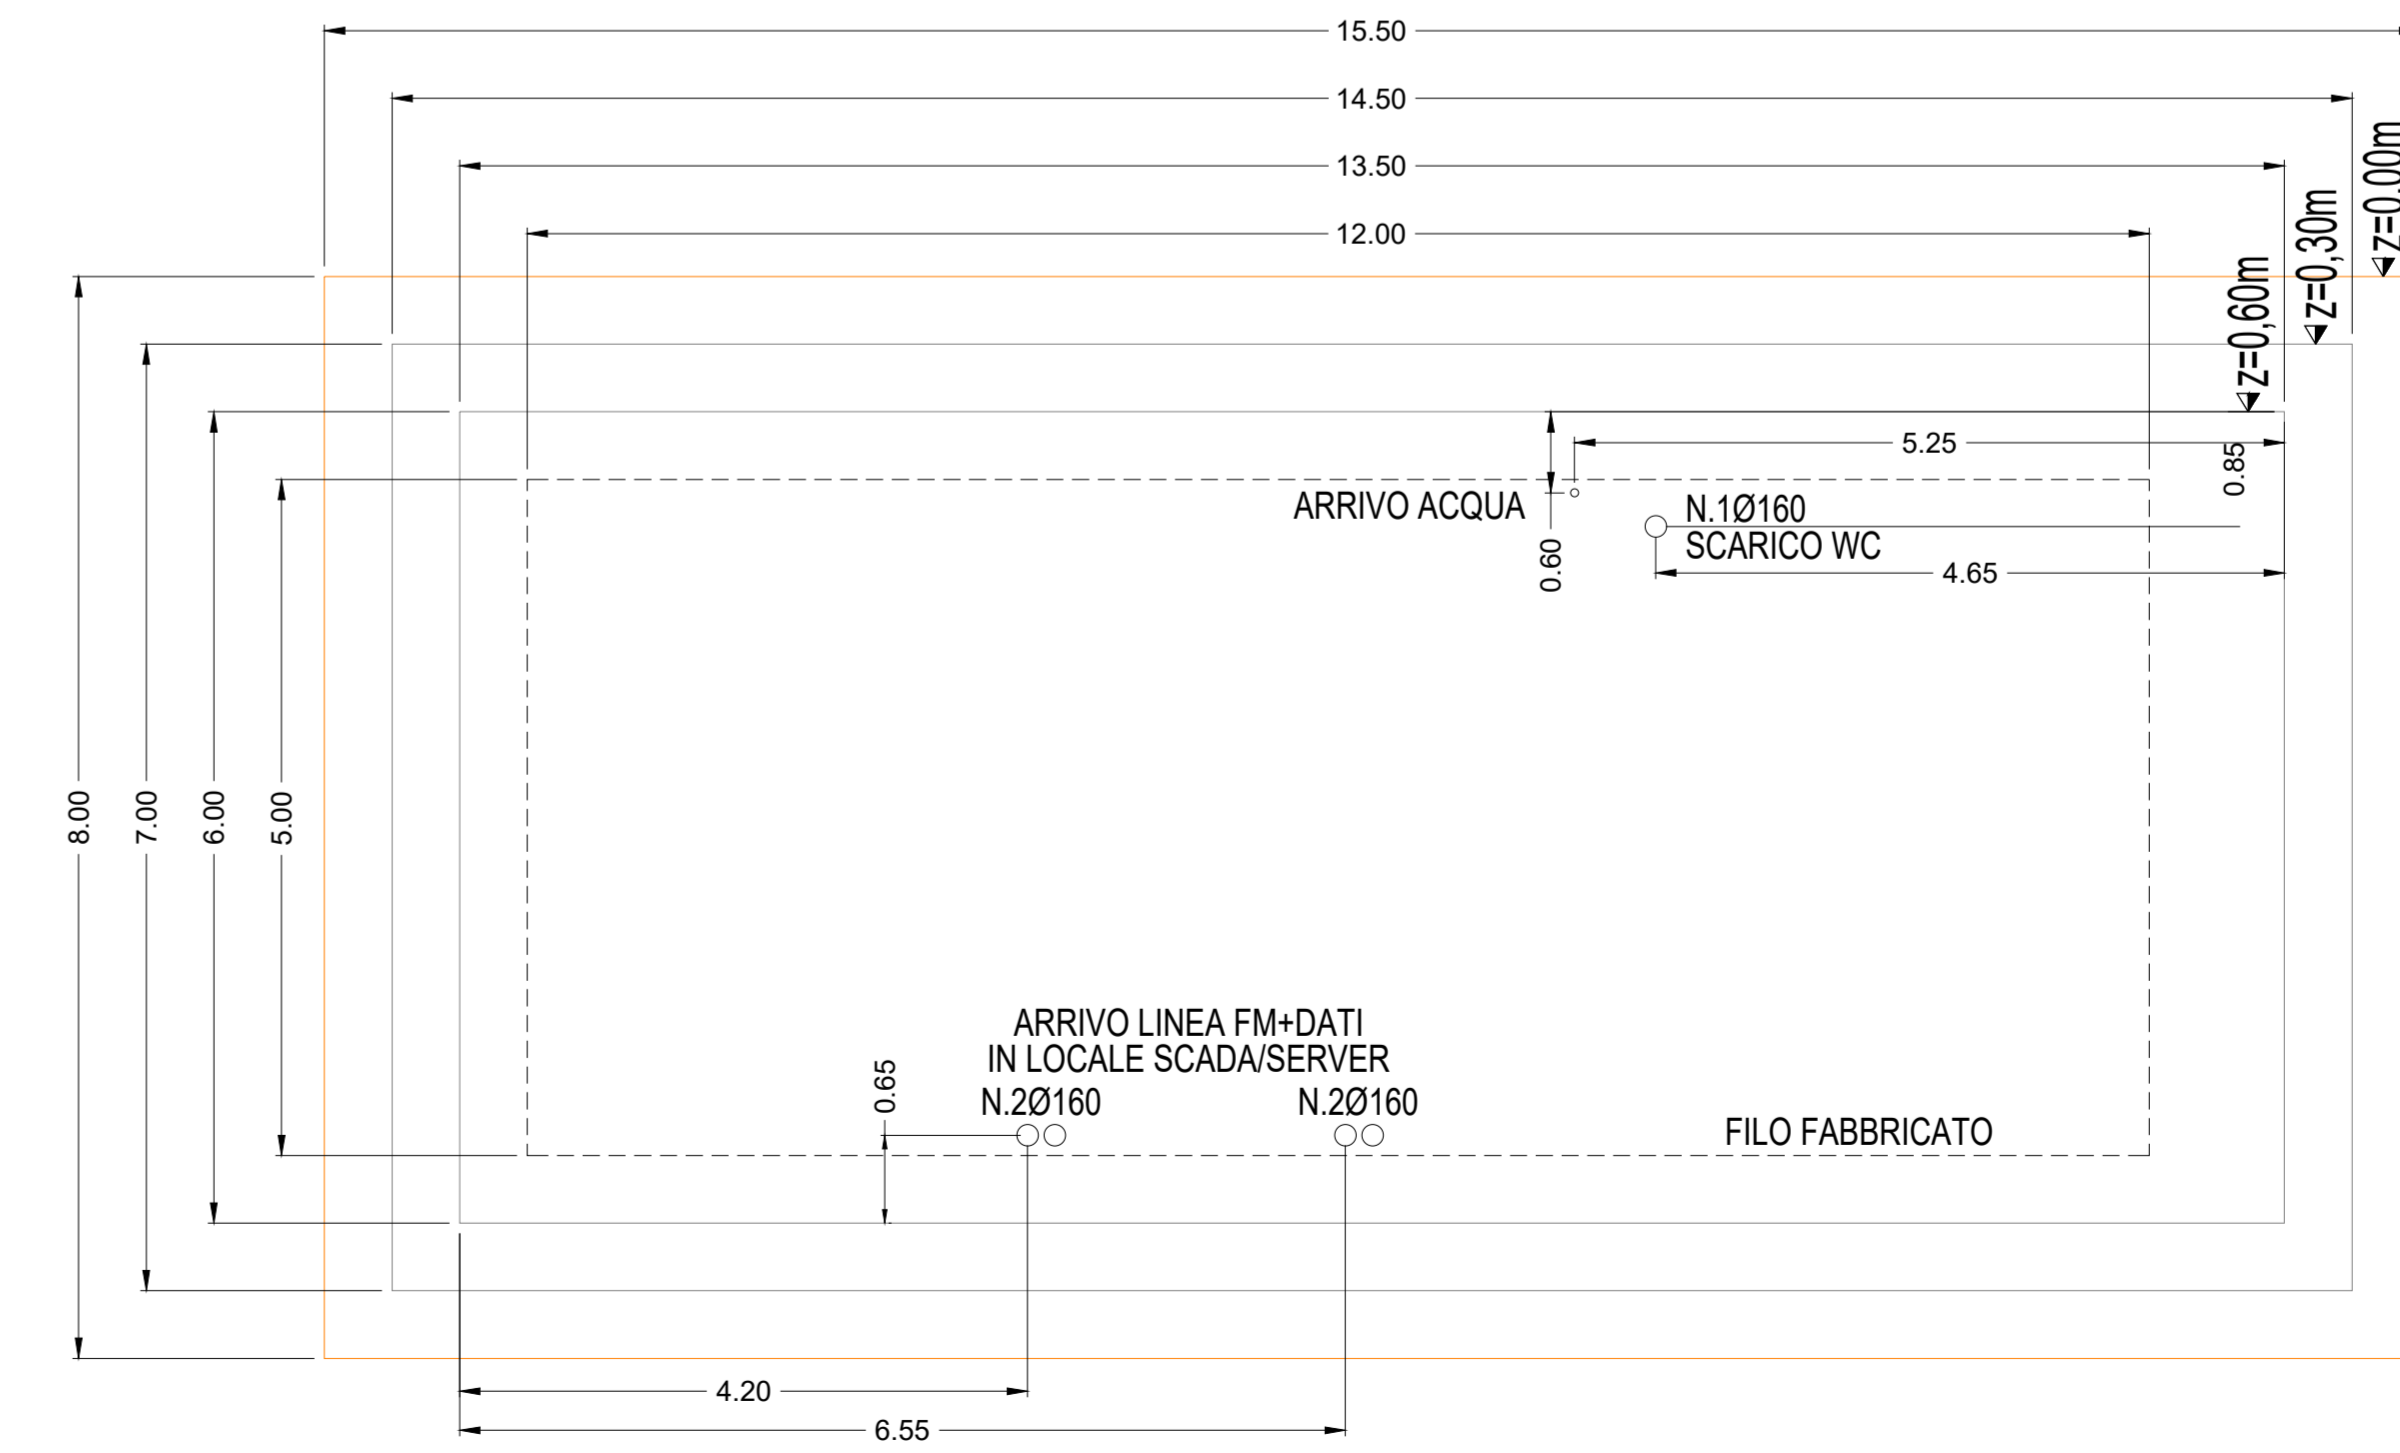 15.50
14.50
13.50
12.00
z=0.00m
z=0,30m
z=0,60m
5.25
0.85
ARRIVO ACQUA
N.1Ø160
SCARICO WC
0.60
4.65
8.00
7.00
6.00
5.00
ARRIVO LINEA FM+DATI
IN LOCALE SCADA/SERVER
0.65
N.2Ø160
N.2Ø160
FILO FABBRICATO
4.20
6.55